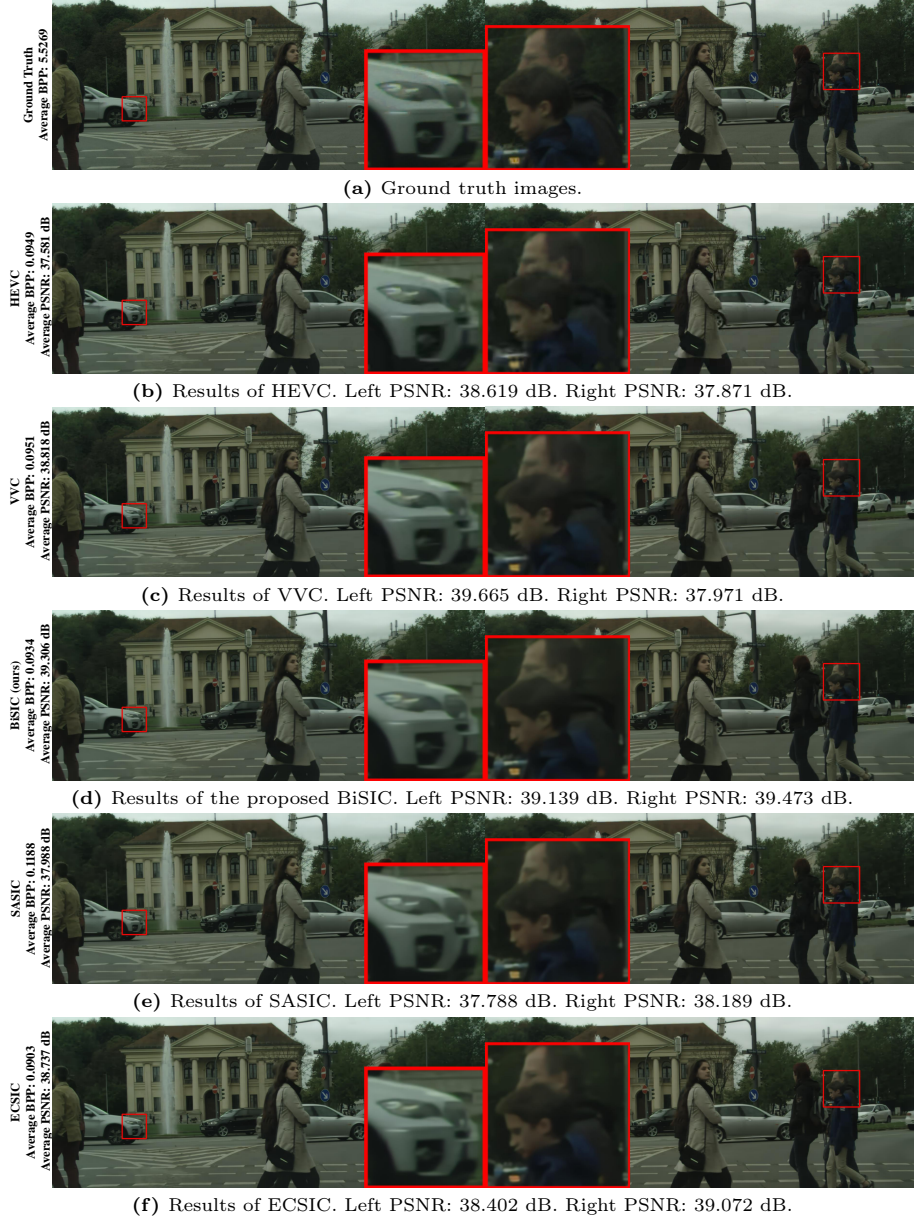 Ground Truth
Average BPP: 5.5269
(a) Ground truth images.
HEVC
Average BPP: 0.0949
Average PSNR: 37.581 dB
(b) Results of HEVC. Left PSNR: 38.619 dB. Right PSNR: 37.871 dB.
VVC
Average BPP: 0.0951
Average PSNR: 38.818 dB
(c) Results of VVC. Left PSNR: 39.665 dB. Right PSNR: 37.971 dB.
BiSIC (ours)
Average BPP: 0.0934
Average PSNR: 39.306 dB
(d) Results of the proposed BiSIC. Left PSNR: 39.139 dB. Right PSNR: 39.473 dB.
SASIC
Average BPP: 0.1188
Average PSNR: 37.988 dB
(e) Results of SASIC. Left PSNR: 37.788 dB. Right PSNR: 38.189 dB.
ECSIC
Average BPP: 0.0903
Average PSNR: 38.737 dB
(f) Results of ECSIC. Left PSNR: 38.402 dB. Right PSNR: 39.072 dB.